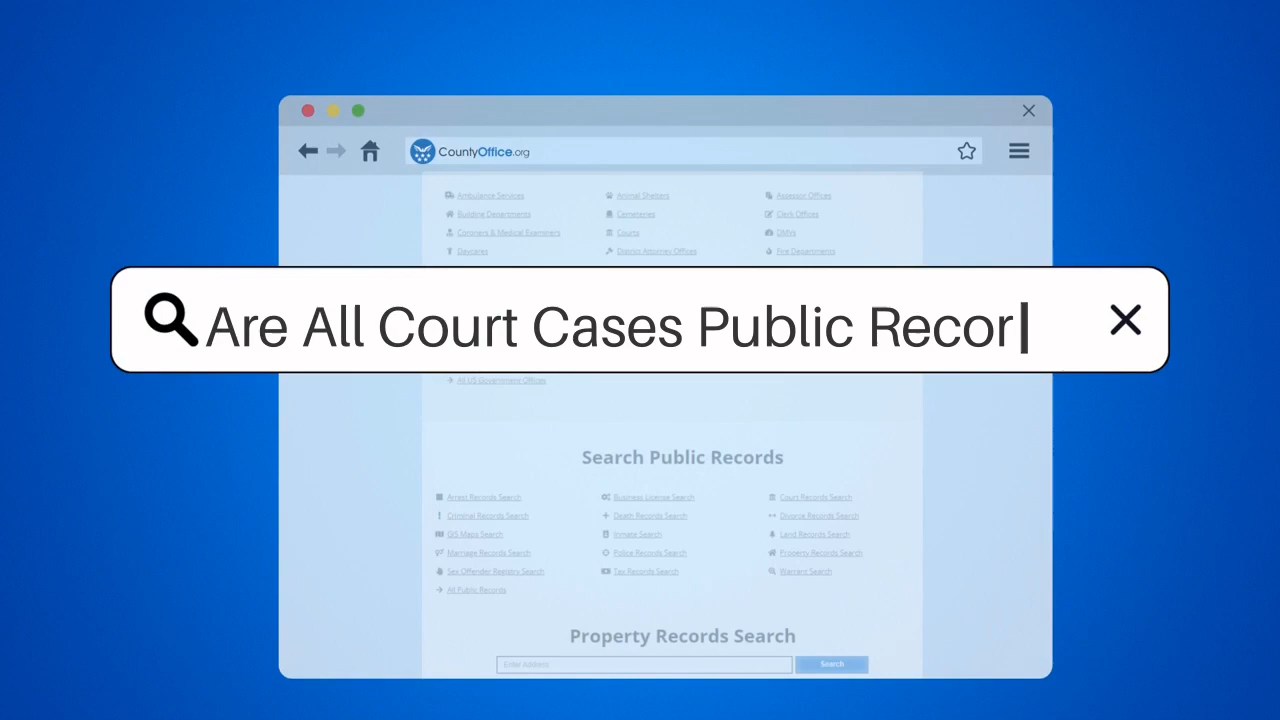 CountyOffice.org
Ambulance Services Animal Shelters Assessor Offices
Building Departments Cemeteries Clerk Offices
Coroners & Medical Examiners Courts DMVs
Daycares District Attorney Offices Fire Departments
Are All Court Cases Public Recor
All US Government Offices
Search Public Records
Arrest Records Search Business License Search Court Records Search
Criminal Records Search Death Records Search Divorce Records Search
GIS Maps Search Inmate Search Land Records Search
Marriage Records Search Police Records Search Property Records Search
Sex Offender Registry Search Tax Records Search Warrant Search
All Public Records
Property Records Search
Enter Address Search